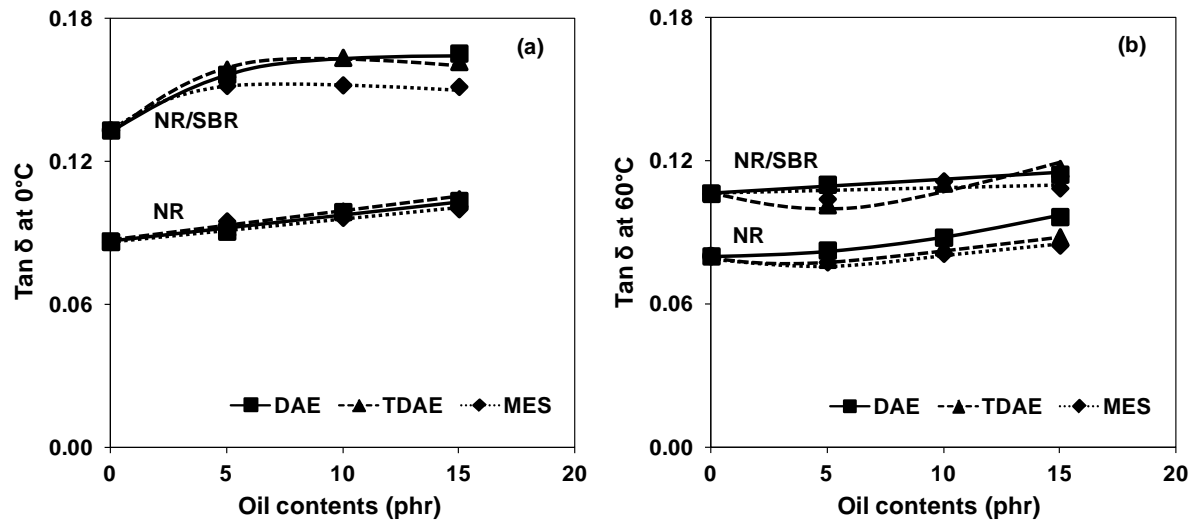 0.18
(a)
0.12
NR/SBR
NR
0.06
DAE TDAE MES
0.00
0 5 10 15 20
Oil contents (phr)
Tan δ at 0°C
0.18
(b)
0.12
NR/SBR
NR
0.06
DAE TDAE MES
0.00
0 5 10 15 20
Oil contents (phr)
Tan δ at 60°C